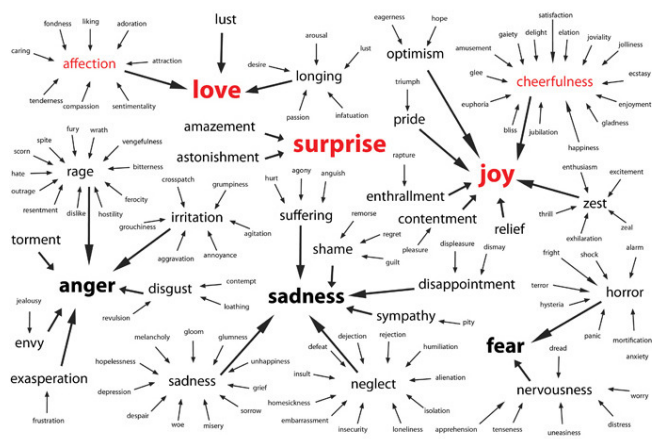 fondness
liking
adoration
caring
affection
attraction
tenderness
compassion
sentimentality
lust
love
arousal
lust
desire
longing
passion
infatuation
eagerness
hope
optimism
triumph
pride
satisfaction
gaiety
delight
elation
joviality
amusement
jolliness
glee
cheerfulness
ecstasy
euphoria
enjoyment
bliss
jubilation
gladness
happiness
amazement
astonishment
surprise
rapture
enthrallment
joy
contentment
pleasure
relief
enthusiasm
excitement
zest
thrill
zeal
exhilaration
fury
wrath
spite
vengefulness
scorn
rage
bitterness
hate
outrage
ferocity
resentment
dislike
hostility
crosspatch
grumpiness
irritation
grouchiness
agitation
aggravation
annoyance
torment
anger
disgust
contempt
revulsion
loathing
jealousy
envy
exasperation
frustration
agony
hurt
anguish
suffering
remorse
shame
regret
guilt
displeasure
dismay
disappointment
sadness
sympathy
pity
gloom
melancholy
glumness
hopelessness
unhappiness
sadness
depression
grief
despair
woe
misery
sorrow
dejection
rejection
defeat
humiliation
insult
neglect
alienation
homesickness
isolation
embarrassment
insecurity
loneliness
alarm
shock
fright
terror
horror
hysteria
panic
mortification
anxiety
fear
dread
nervousness
worry
apprehension
tenseness
uneasiness
distress